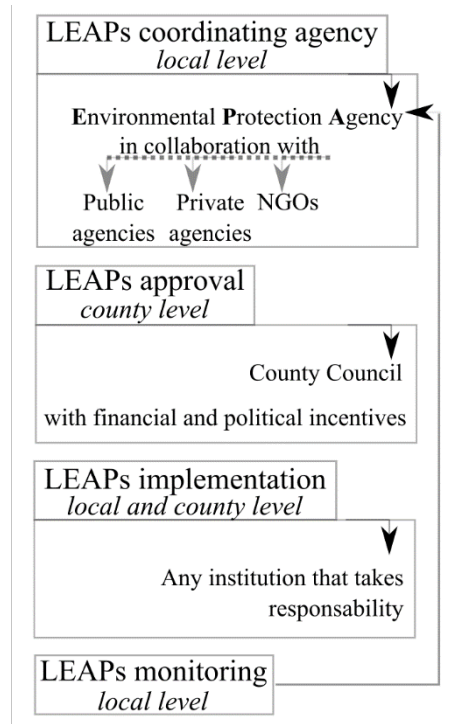 LEAPs coordinating agency
local level
Environmental Protection Agency
in collaboration with
Public agencies
Private agencies
NGOs
LEAPs approval
county level
County Council
with financial and political incentives
LEAPs implementation
local and county level
Any institution that takes
responsability
LEAPs monitoring
local level